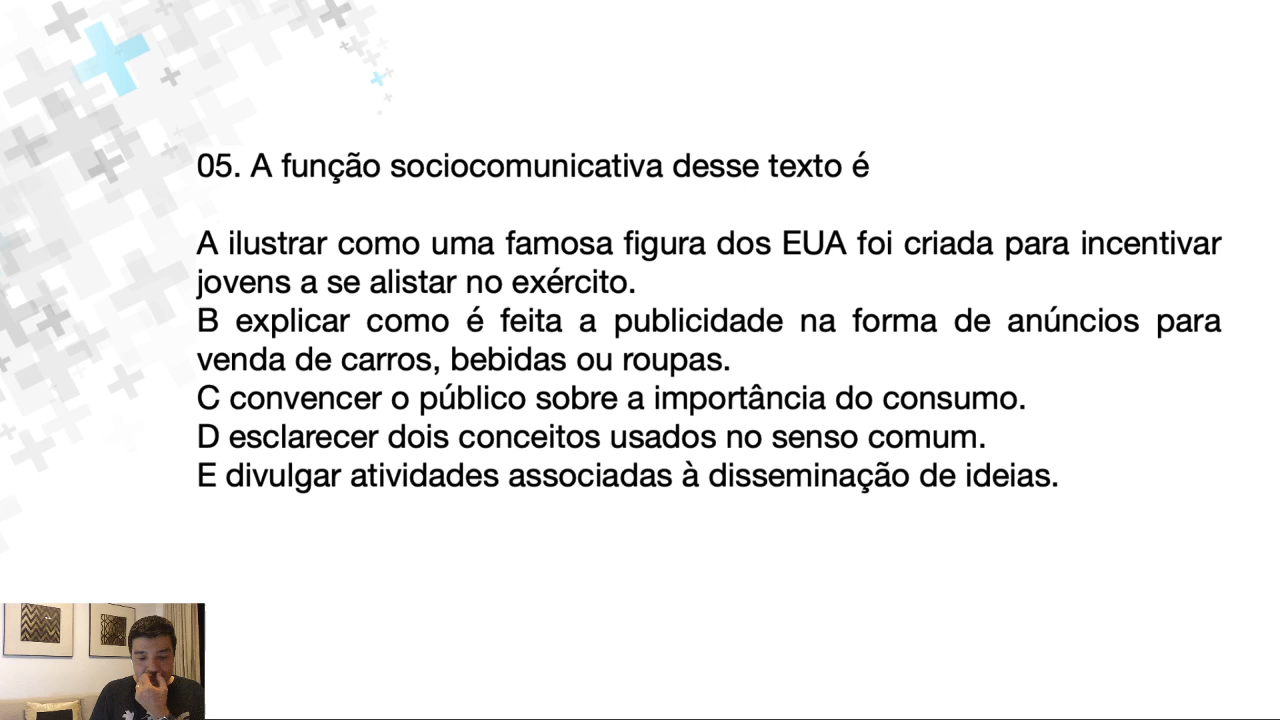 05. A função sociocomunicativa desse texto é
A ilustrar como uma famosa figura dos EUA foi criada para incentivar
jovens a se alistar no exército.
B explicar como é feita a publicidade na forma de anúncios para
venda de carros, bebidas ou roupas.
C convencer o público sobre a importância do consumo.
D esclarecer dois conceitos usados no senso comum.
E divulgar atividades associadas à disseminação de ideias.